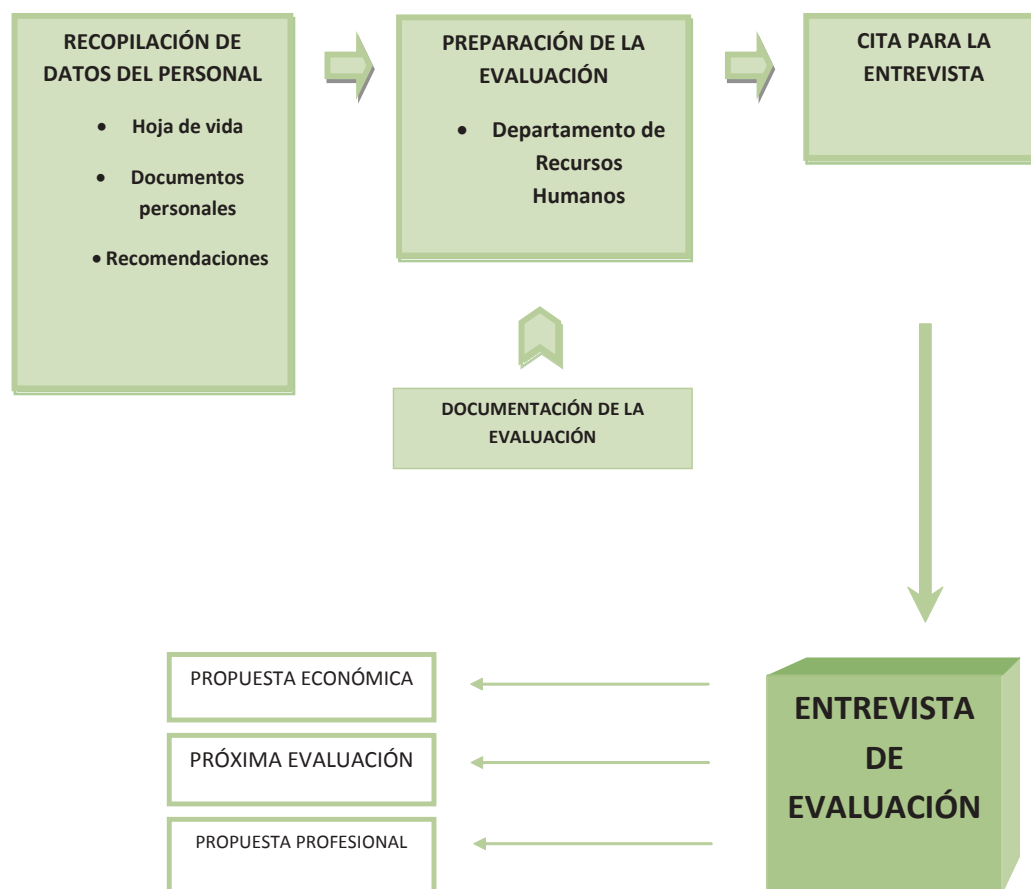 RECOPILACIÓN DE
DATOS DEL PERSONAL
• Hoja de vida
• Documentos
personales
• Recomendaciones
PREPARACIÓN DE LA
EVALUACIÓN
• Departamento de
Recursos
Humanos
CITA PARA LA
ENTREVISTA
DOCUMENTACIÓN DE LA
EVALUACIÓN
PROPUESTA ECONÓMICA
PRÓXIMA EVALUACIÓN
PROPUESTA PROFESIONAL
ENTREVISTA
DE
EVALUACIÓN